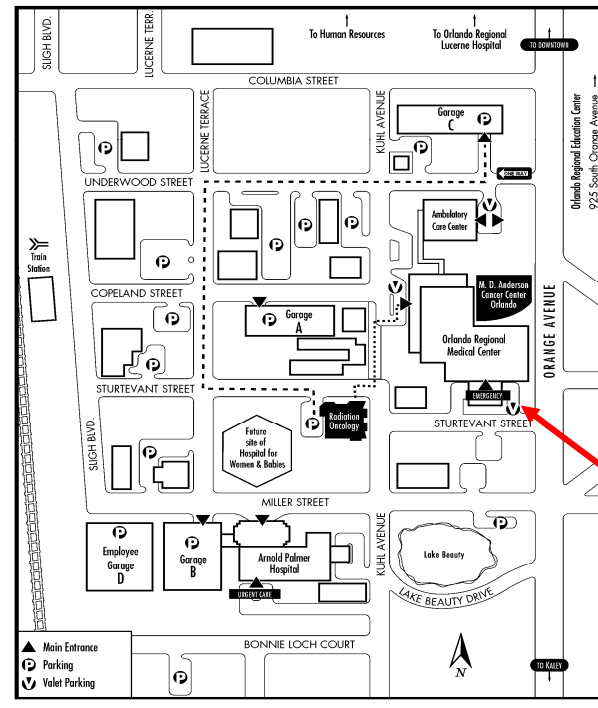 SLIGH BLVD.
LUCERNE TERR.
To Human Resources
To Orlando Regional
Lucerne Hospital
TO DOWNTOWN
COLUMBIA STREET
LUCERNE TERRACE
KUHL AVENUE
Garage
C
P
Orlando Regional Education Center
925 South Orange Avenue
P
P
ONE WAY
UNDERWOOD STREET
Ambulatory
Care Center
V
P
P
P
P
P
Train
Station
M. D. Anderson
Cancer Center
Orlando
V
COPELAND STREET
P
P
Garage
A
Orlando Regional
Medical Center
ORANGE AVENUE
P
STURTEVANT STREET
EMERGENCY
V
Radiation
Oncology
P
STURTEVANT STREET
SLIGH BLVD.
Future
site of
Hospital for
Women & Babies
P
MILLER STREET
P
Employee
Garage
D
P
Garage
B
Arnold Palmer
Hospital
URGENT CARE
KUHL AVENUE
P
Lake Beauty
LAKE BEAUTY DRIVE
BONNIE LOCH COURT
Main Entrance
P Parking
V Valet Parking
P
N
TO KALEY